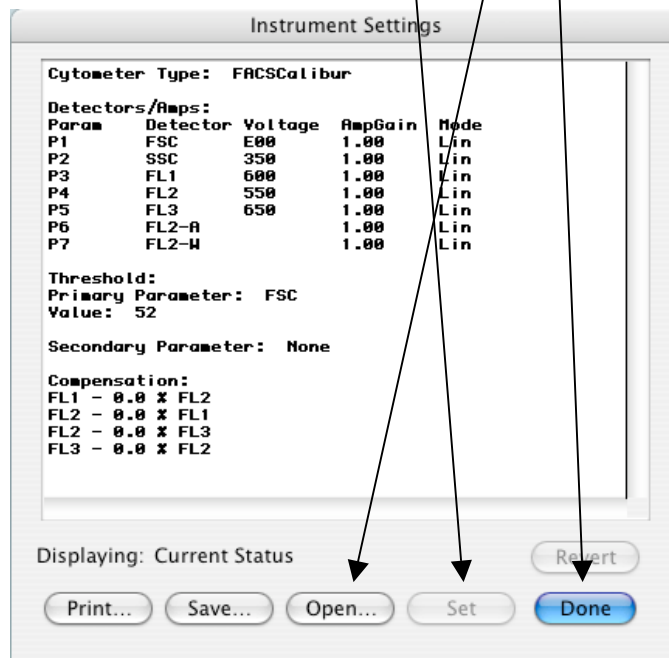 Instrument Settings
Cytometer Type: FACSCalibur
Detectors/Amps:
Param Detector Voltage AmpGain Mode
P1 FSC E00 1.00 Lin
P2 SSC 350 1.00 Lin
P3 FL1 600 1.00 Lin
P4 FL2 550 1.00 Lin
P5 FL3 650 1.00 Lin
P6 FL2-A 1.00 Lin
P7 FL2-W 1.00 Lin
Threshold:
Primary Parameter: FSC
Value: 52
Secondary Parameter: None
Compensation:
FL1 - 0.0 % FL2
FL2 - 0.0 % FL1
FL2 - 0.0 % FL3
FL3 - 0.0 % FL2
Displaying: Current Status Revert
Print... Save... Open... Set Done